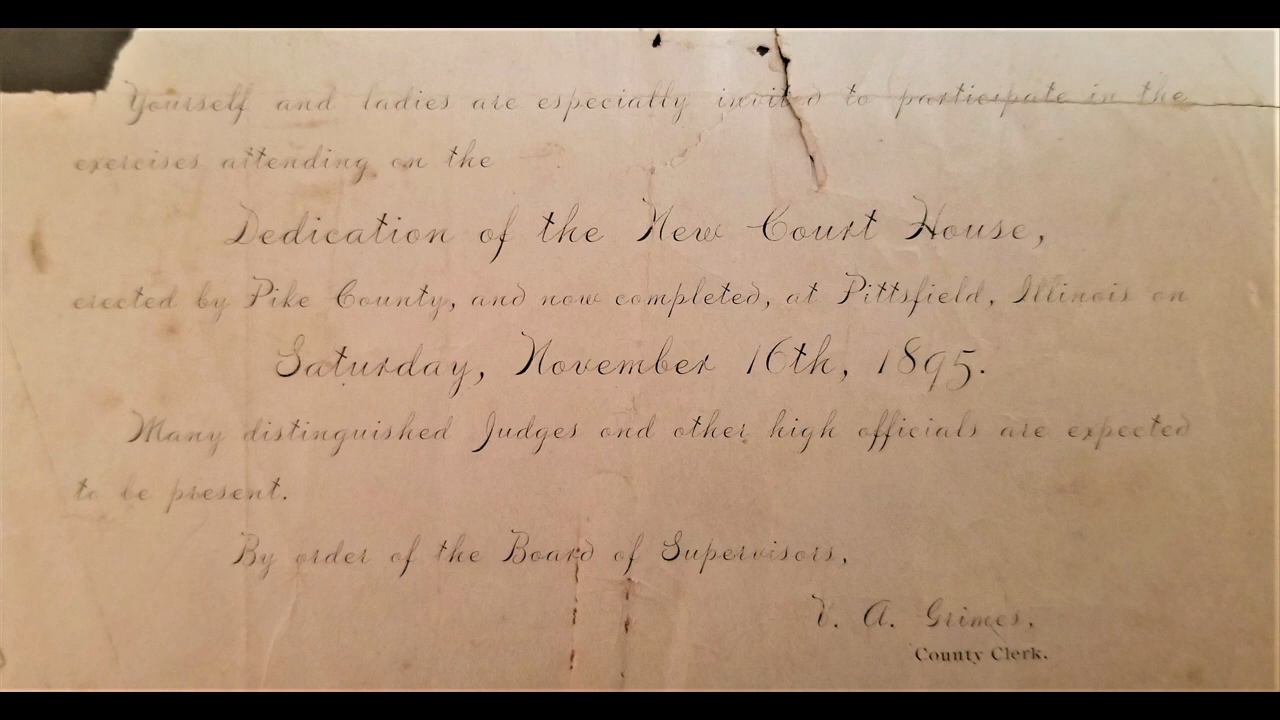 Yourself and ladies are especially invited to participate in the
exercises attending on the
Dedication of the New Court House,
erected by Pike County, and now completed, at Pittsfield, Illinois on
Saturday, November 16th, 1895.
Many distinguished Judges and other high officials are expected
to be present.
By order of the Board of Supervisors,
V. A. Grimes,
County Clerk.